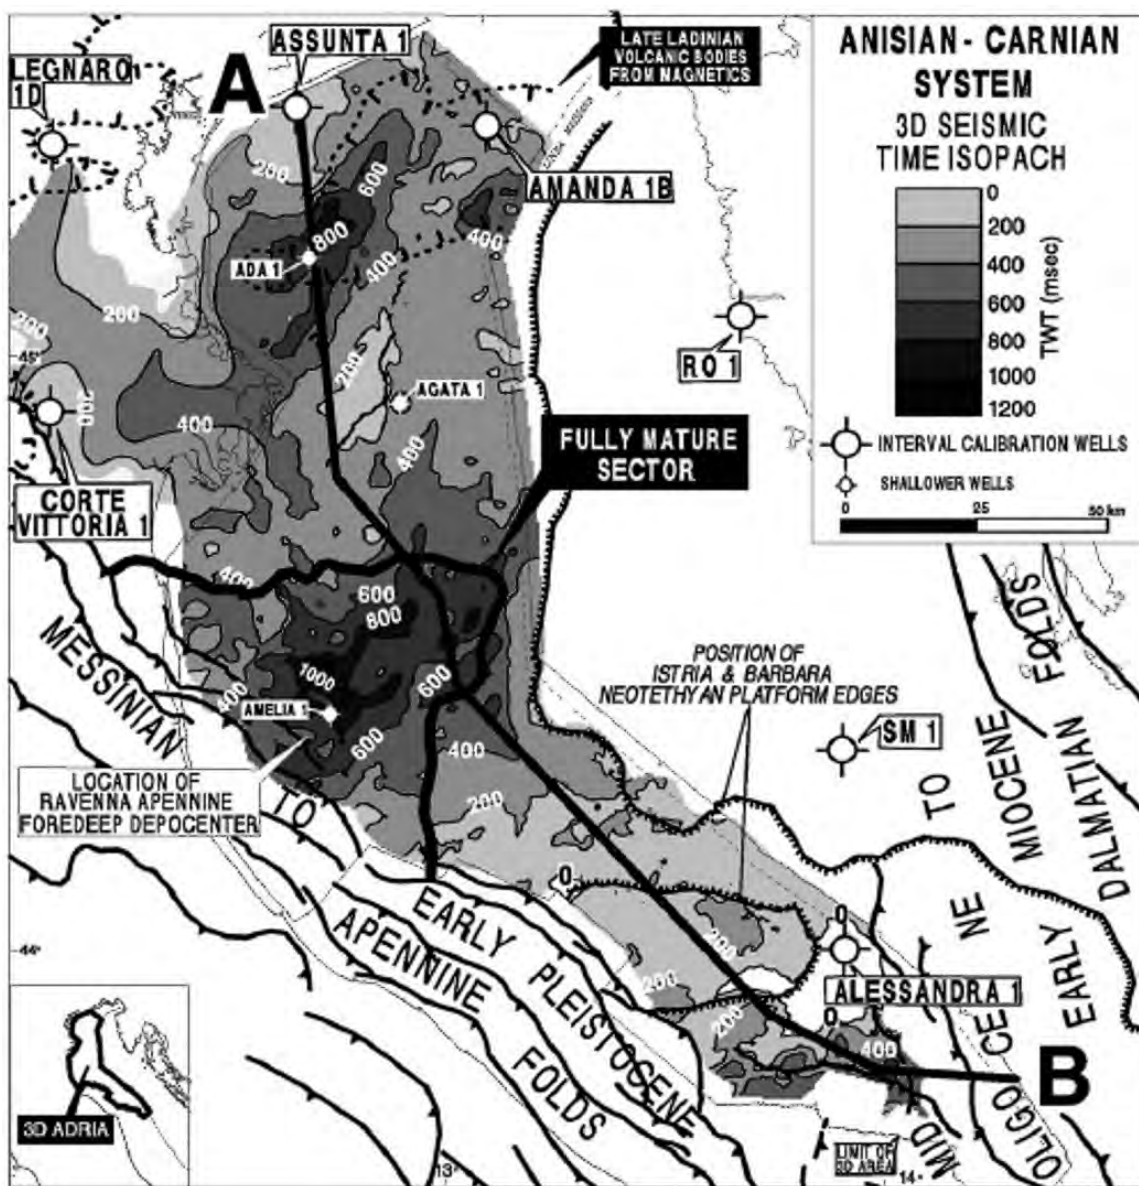 ASSUNTA 1
LEGNARO
1D
A
LATE LADINIAN
VOLCANIC BODIES
FROM MAGNETICS
ANISIAN - CARNIAN
SYSTEM
3D SEISMIC
TIME ISOPACH
0
200
400
600
800
1000
1200
TWT (msec)
INTERVAL CALIBRATION WELLS
SHALLOWER WELLS
0
25
50 km
AMANDA 1B
200
600
800
400
400
ADA 1
200
200
45°
200
200
AGATA 1
RO 1
400
400
FULLY MATURE
SECTOR
CORTE
VITTORIA 1
400
600
800
1000
600
400
AMELIA 1
600
400
200
POSITION OF
ISTRIA & BARBARA
NEOTETHYAN PLATFORM EDGES
SM 1
LOCATION OF
RAVENNA APENNINE
FOREDEEP DEPOCENTER
MESSINIAN
TO
EARLY PLEISTOCENE
APENNINE
FOLDS
0
0
44°
200
200
ALESSANDRA 1
0
200
400
B
MID
OLIGOCENE
TO
MIOCENE
EARLY
DALMATIAN
FOLDS
3D ADRIA
LIMIT OF
3D AREA
13°
14°